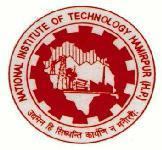 NATIONAL INSTITUTE OF TECHNOLOGY HAMIRPUR (H.P.)
उद्यमेन हि सिध्यन्ति कार्याणि न मनोरथैः